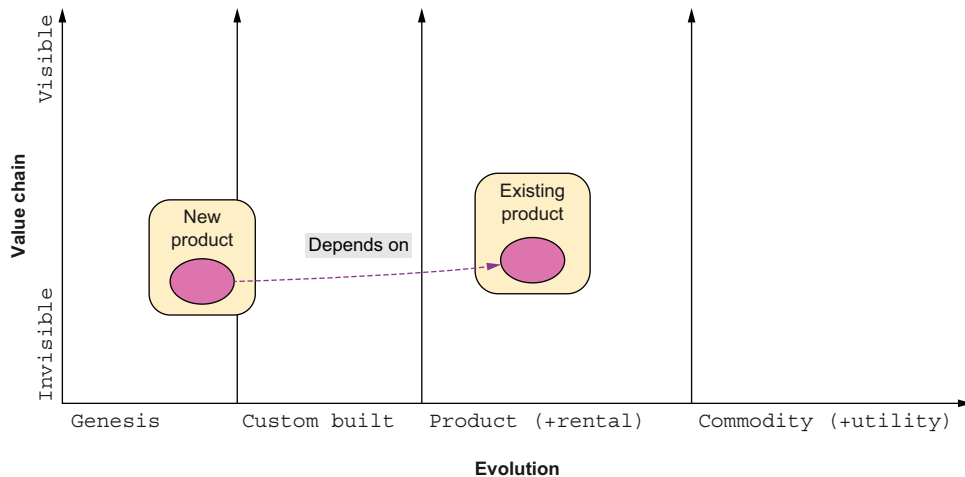 Visible
Value chain
Invisible
New
product
Depends on
Existing
product
Genesis
Custom built
Product (+rental)
Commodity (+utility)
Evolution